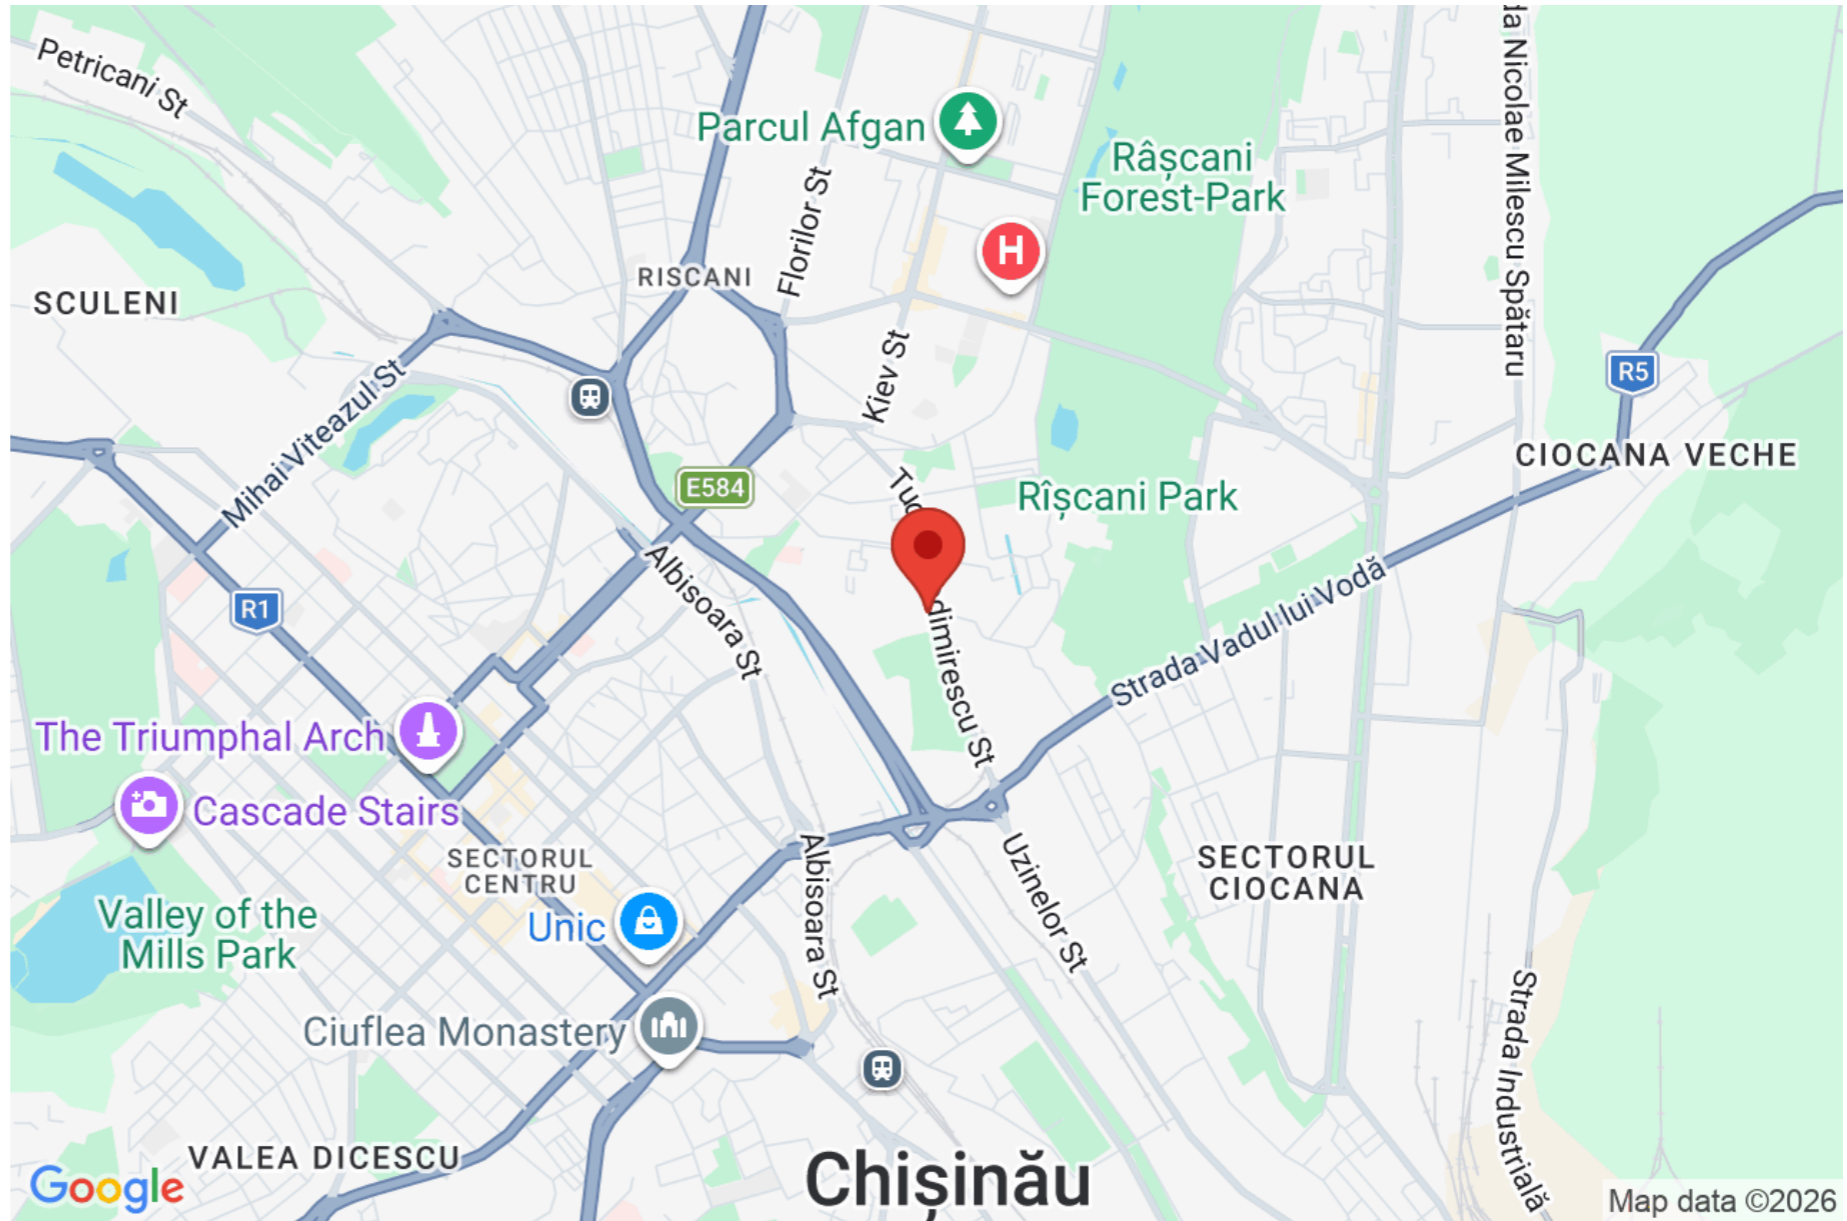 Petricani St
Parcul Afgan
Râșcani
Forest-Park
Florilor St
H
RISCANI
SCULENI
Kiev St
R5
Mihai Viteazul St
CIOCANA VECHE
E584
Rîșcani Park
Albisoara St
R1
Strada Vadul lui Vodă
dimirescu St
The Triumphal Arch
Cascade Stairs
SECTORUL
CENTRU
SECTORUL
CIOCANA
Albisoara St
Uzinelor St
Valley of the
Mills Park
Unic
Ciuflea Monastery
Strada Industrială
VALEA DICESCU
Chișinău
Google
Map data ©2026
Nicolae Milescu Spătaru